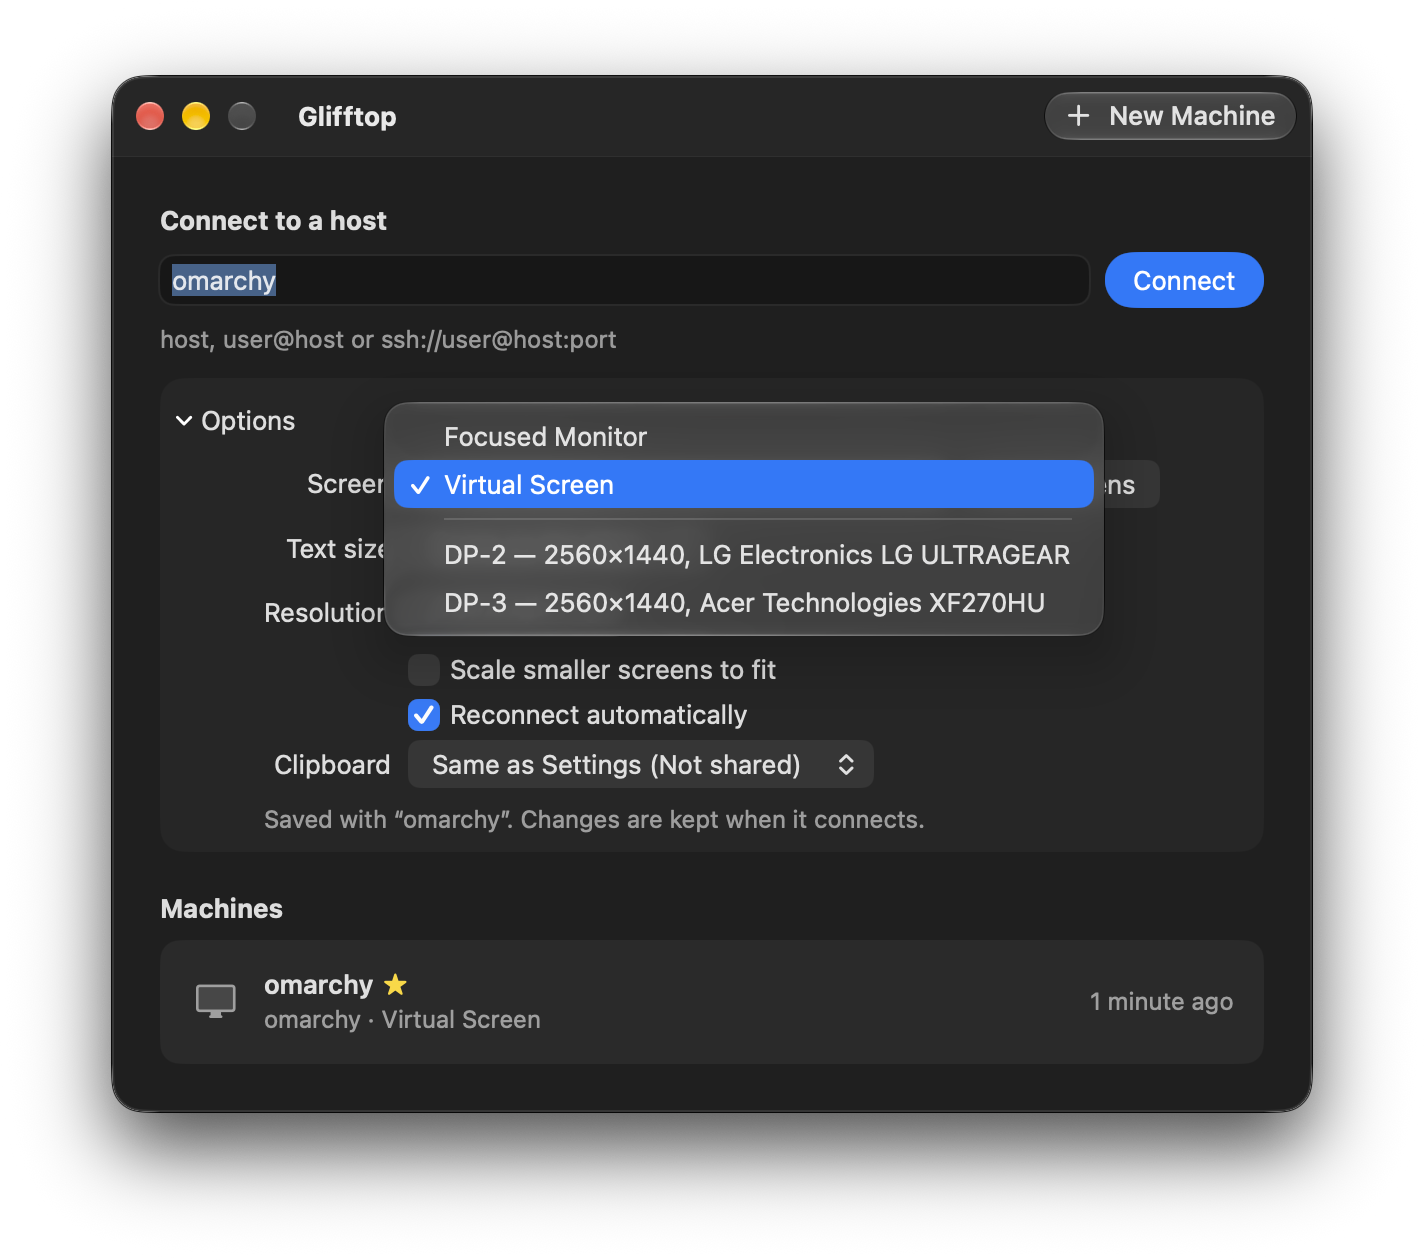 Glifftop
+ New Machine
Connect to a host
omarchy
Connect
host, user@host or ssh://user@host:port
Options
Focused Monitor
Screen
✓ Virtual Screen
Text size
DP-2 — 2560×1440, LG Electronics LG ULTRAGEAR
DP-3 — 2560×1440, Acer Technologies XF270HU
Resolution
Scale smaller screens to fit
Reconnect automatically
Clipboard
Same as Settings (Not shared)
Saved with “omarchy”. Changes are kept when it connects.
Machines
omarchy
omarchy · Virtual Screen
1 minute ago